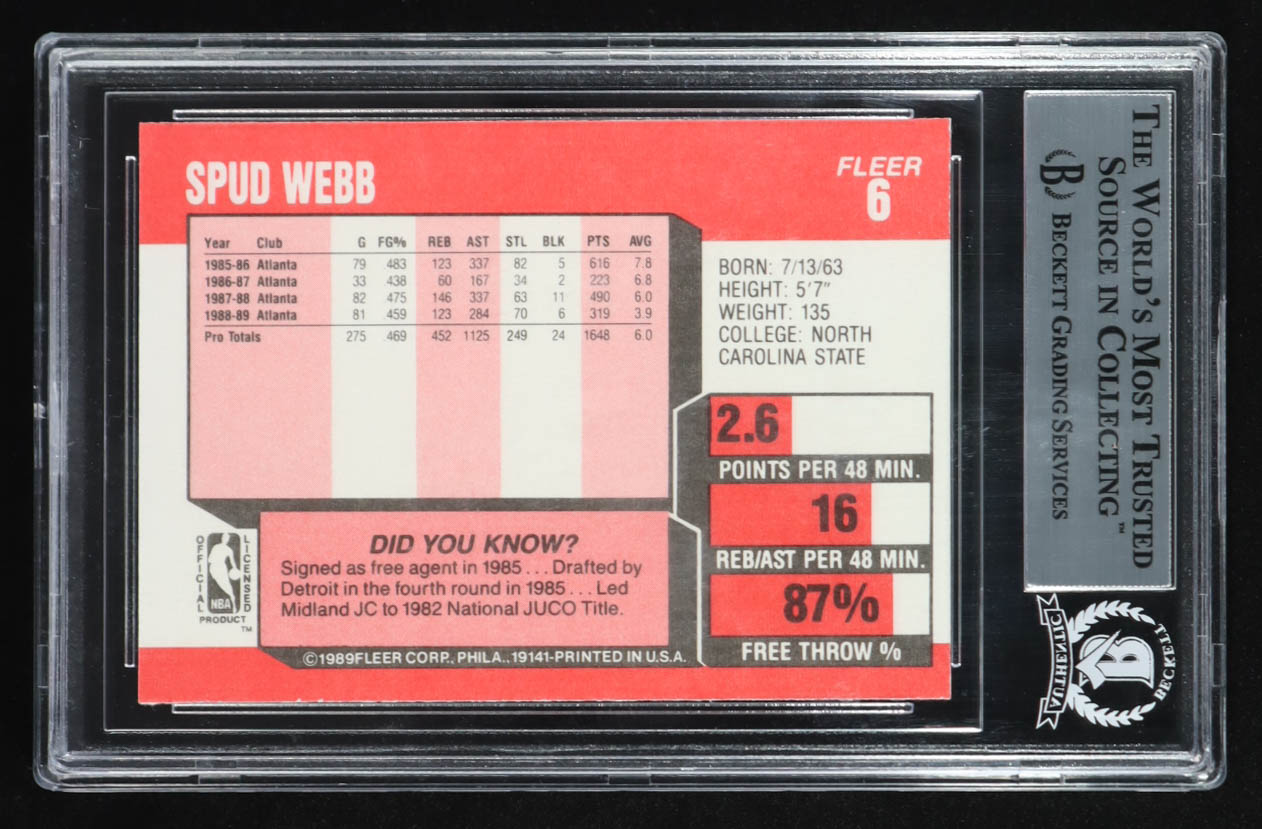 SPUD WEBB
FLEER
6
Year Club G FG% REB AST STL BLK PTS AVG
1985-86 Atlanta 79 .483 123 337 82 5 616 7.8
1986-87 Atlanta 33 .438 60 167 34 2 223 6.8
1987-88 Atlanta 82 .475 146 337 63 11 490 6.0
1988-89 Atlanta 81 .459 123 284 70 6 319 3.9
Pro Totals 275 .469 452 1125 249 24 1648 6.0
BORN: 7/13/63
HEIGHT: 5'7"
WEIGHT: 135
COLLEGE: NORTH
CAROLINA STATE
2.6
POINTS PER 48 MIN.
16
REB/AST PER 48 MIN.
87%
FREE THROW %
OFFICIAL LICENSED
NBA
PRODUCT
TM
DID YOU KNOW?
Signed as free agent in 1985 . . . Drafted by
Detroit in the fourth round in 1985 . . . Led
Midland JC to 1982 National JUCO Title.
©1989FLEER CORP., PHILA., 19141-PRINTED IN U.S.A.
THE WORLD'S MOST TRUSTED
SOURCE IN COLLECTING™
B BECKETT GRADING SERVICES
AUTHENTIC
B
BECKETT